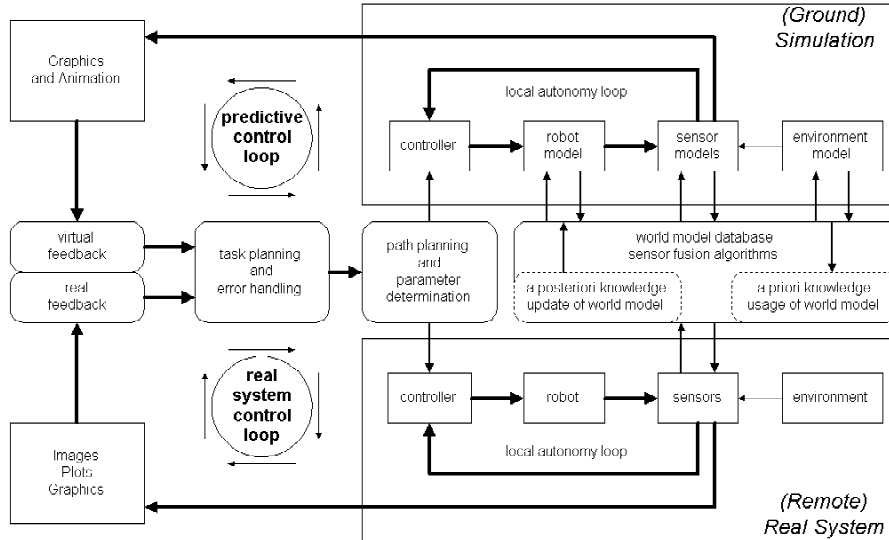 (Ground)
Simulation
Graphics
and Animation
predictive
control
loop
local autonomy loop
controller
robot
model
sensor
models
environment
model
virtual
feedback
real
feedback
task planning
and
error handling
path planning
and
parameter
determination
world model database
sensor fusion algorithms
a posteriori knowledge
update of world model
a priori knowledge
usage of world model
real
system
control
loop
controller
robot
sensors
environment
local autonomy loop
Images
Plots
Graphics
(Remote)
Real System